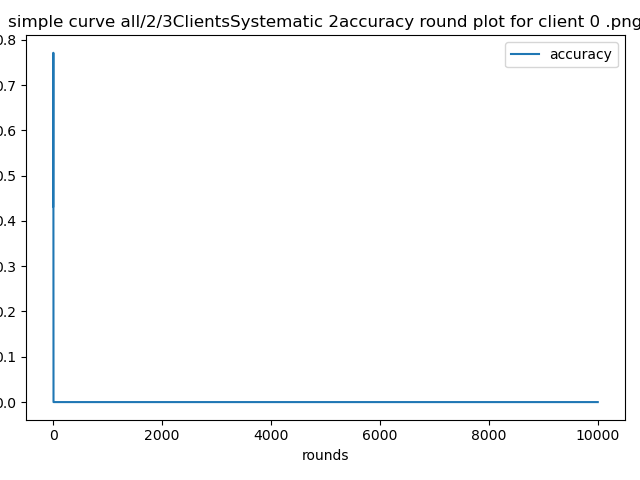 simple curve all/2/3ClientsSystematic 2accuracy round plot for client 0 .png
accuracy
0.8
0.7
0.6
0.5
0.4
0.3
0.2
0.1
0.0
0 2000 4000 6000 8000 10000
rounds